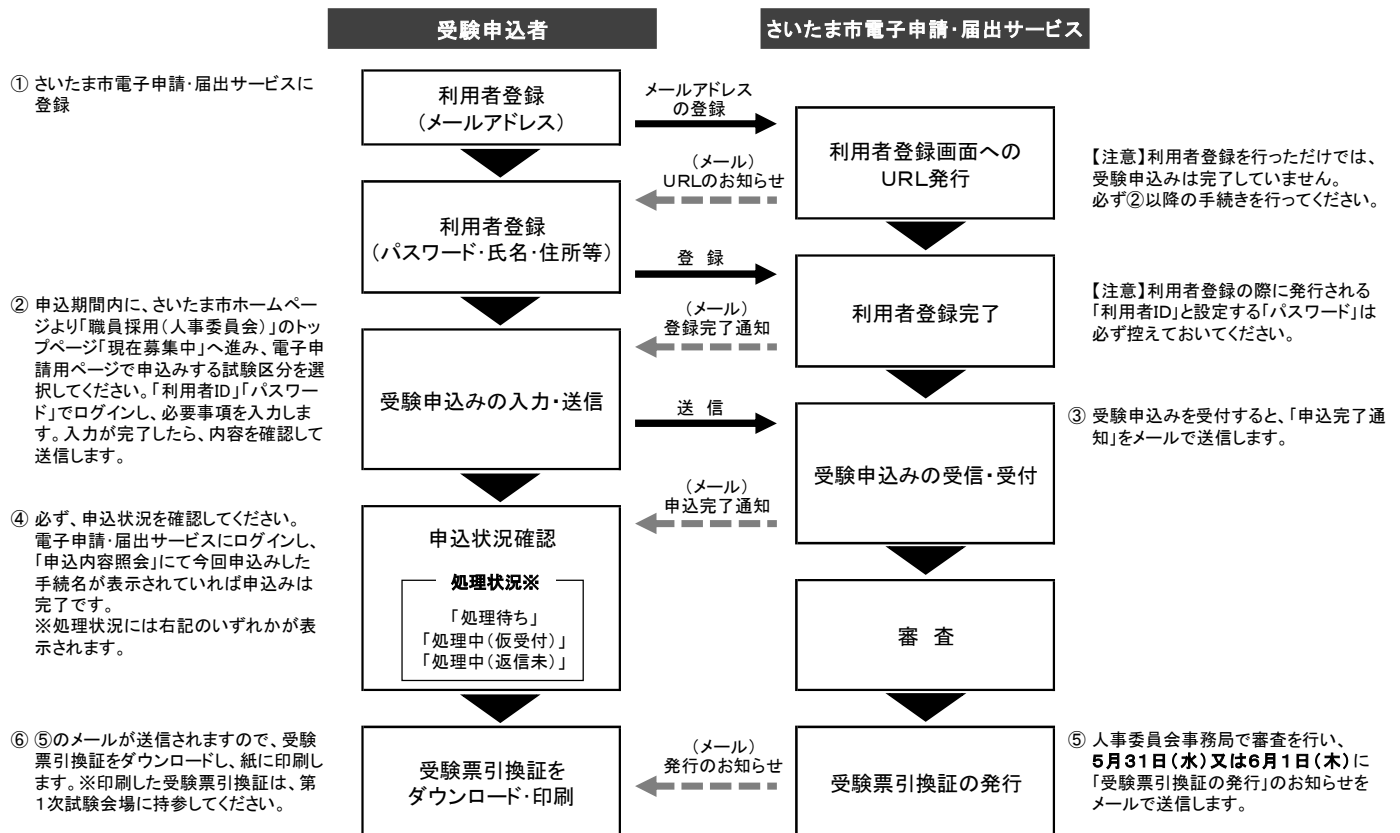 受験申込者
さいたま市電子申請・届出サービス
① さいたま市電子申請・届出サービスに
登録
利用者登録
（メールアドレス）
メールアドレス
の登録
利用者登録画面への
ＵＲＬ発行
【注意】利用者登録を行っただけでは、
受験申込みは完了していません。
必ず②以降の手続きを行ってください。
（メール）
ＵＲＬのお知らせ
利用者登録
（パスワード・氏名・住所等）
登 録
利用者登録完了
【注意】利用者登録の際に発行される
「利用者ID」と設定する「パスワード」は
必ず控えておいてください。
（メール）
登録完了通知
② 申込期間内に、さいたま市ホームペー
ジより「職員採用（人事委員会）」のトッ
プページ「現在募集中」へ進み、電子申
請用ページで申込みする試験区分を選
択してください。「利用者ID」「パスワー
ド」でログインし、必要事項を入力しま
す。入力が完了したら、内容を確認して
送信します。
受験申込みの入力・送信
送 信
受験申込みの受信・受付
③ 受験申込みを受付すると、「申込完了通
知」をメールで送信します。
（メール）
申込完了通知
④ 必ず、申込状況を確認してください。
電子申請・届出サービスにログインし、
「申込内容照会」にて今回申込みした
手続名が表示されていれば申込みは
完了です。
※処理状況には右記のいずれかが表
示されます。
申込状況確認
処理状況※
「処理待ち」
「処理中（仮受付）」
「処理中（返信未）」
審 査
⑥ ⑤のメールが送信されますので、受験
票引換証をダウンロードし、紙に印刷し
ます。※印刷した受験票引換証は、第
１次試験会場に持参してください。
受験票引換証を
ダウンロード・印刷
（メール）
発行のお知らせ
受験票引換証の発行
⑤ 人事委員会事務局で審査を行い、
５月３１日（水）又は６月１日（木）に
「受験票引換証の発行」のお知らせを
メールで送信します。